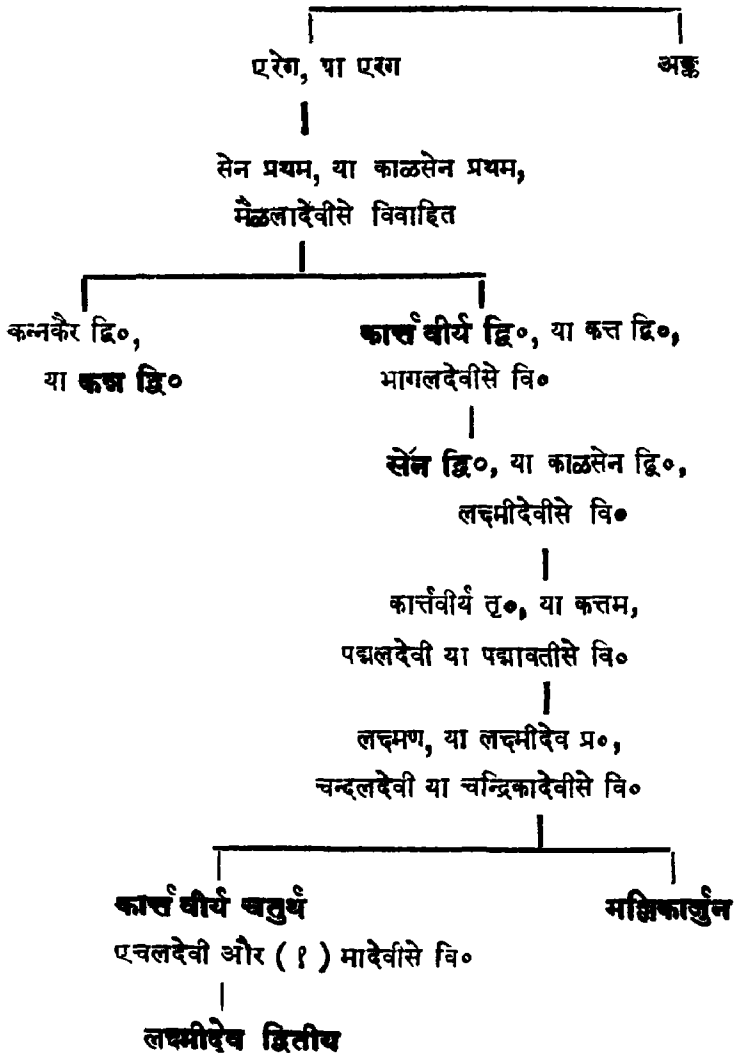 एरेग, या एरग अङ्क
सेन प्रथम, या काळसेन प्रथम,
मैळलादेवीसे विवाहित
कन्नकैर द्वि०, कार्त्तवीर्य द्वि०, या कत्त द्वि०,
या कन्न द्वि० भागलदेवीसे वि०
सेन द्वि०, या काळसेन द्वि०,
लक्ष्मीदेवीसे वि०
कार्त्तवीर्य तृ०, या कत्तम,
पद्मलदेवी या पद्मावतीसे वि०
लक्ष्मण, या लक्ष्मीदेव प्र०,
चन्दलदेवी या चन्द्रिकादेवीसे वि०
कार्त्तवीर्य चतुर्थ मल्लिकार्जुन
एचलदेवी और (१) मादेवीसे वि०
लक्ष्मीदेव द्वितीय